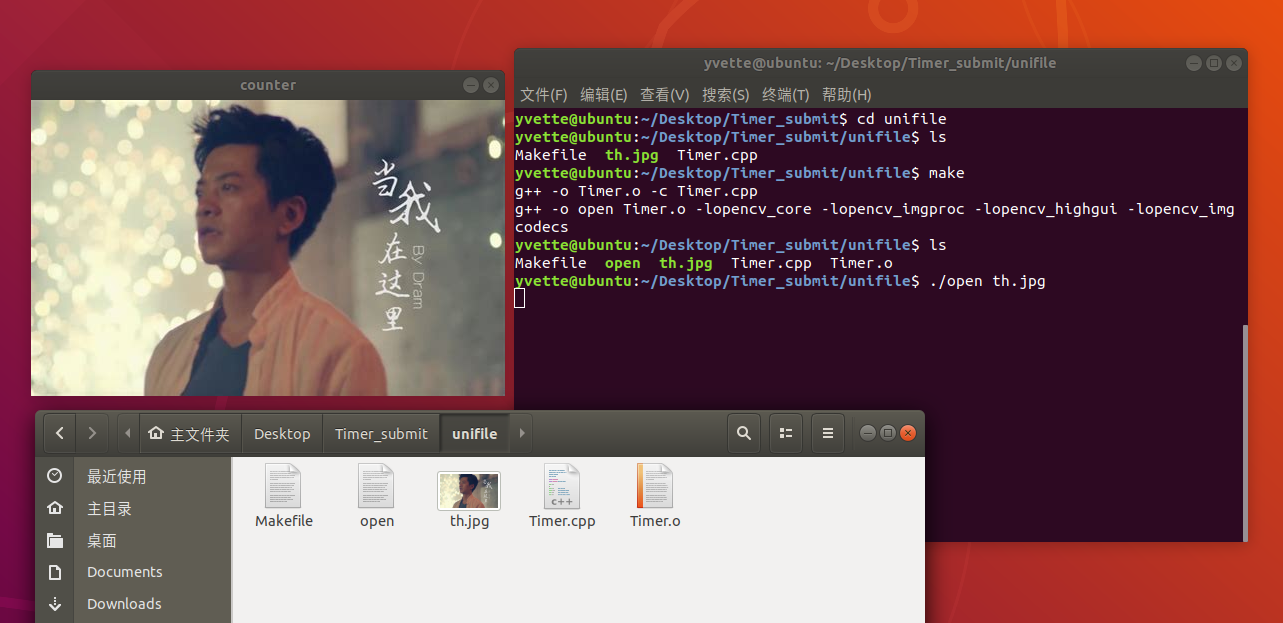 counter
当我在这里
By Dram
yvette@ubuntu: ~/Desktop/Timer_submit/unifile
文件(F) 编辑(E) 查看(V) 搜索(S) 终端(T) 帮助(H)
yvette@ubuntu:~/Desktop/Timer_submit$ cd unifile
yvette@ubuntu:~/Desktop/Timer_submit/unifile$ ls
Makefile th.jpg Timer.cpp
yvette@ubuntu:~/Desktop/Timer_submit/unifile$ make
g++ -o Timer.o -c Timer.cpp
g++ -o open Timer.o -lopencv_core -lopencv_imgproc -lopencv_highgui -lopencv_img
codecs
yvette@ubuntu:~/Desktop/Timer_submit/unifile$ ls
Makefile open th.jpg Timer.cpp Timer.o
yvette@ubuntu:~/Desktop/Timer_submit/unifile$ ./open th.jpg
主文件夹 Desktop Timer_submit unifile
最近使用
主目录
桌面
Documents
Downloads
C++
Makefile open th.jpg Timer.cpp Timer.o